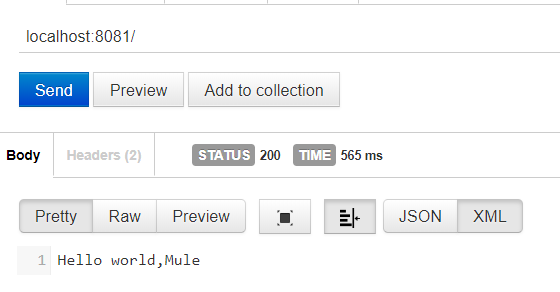 localhost:8081/
Send Preview Add to collection
Body Headers (2) STATUS 200 TIME 565 ms
Pretty Raw Preview JSON XML
1 Hello world,Mule